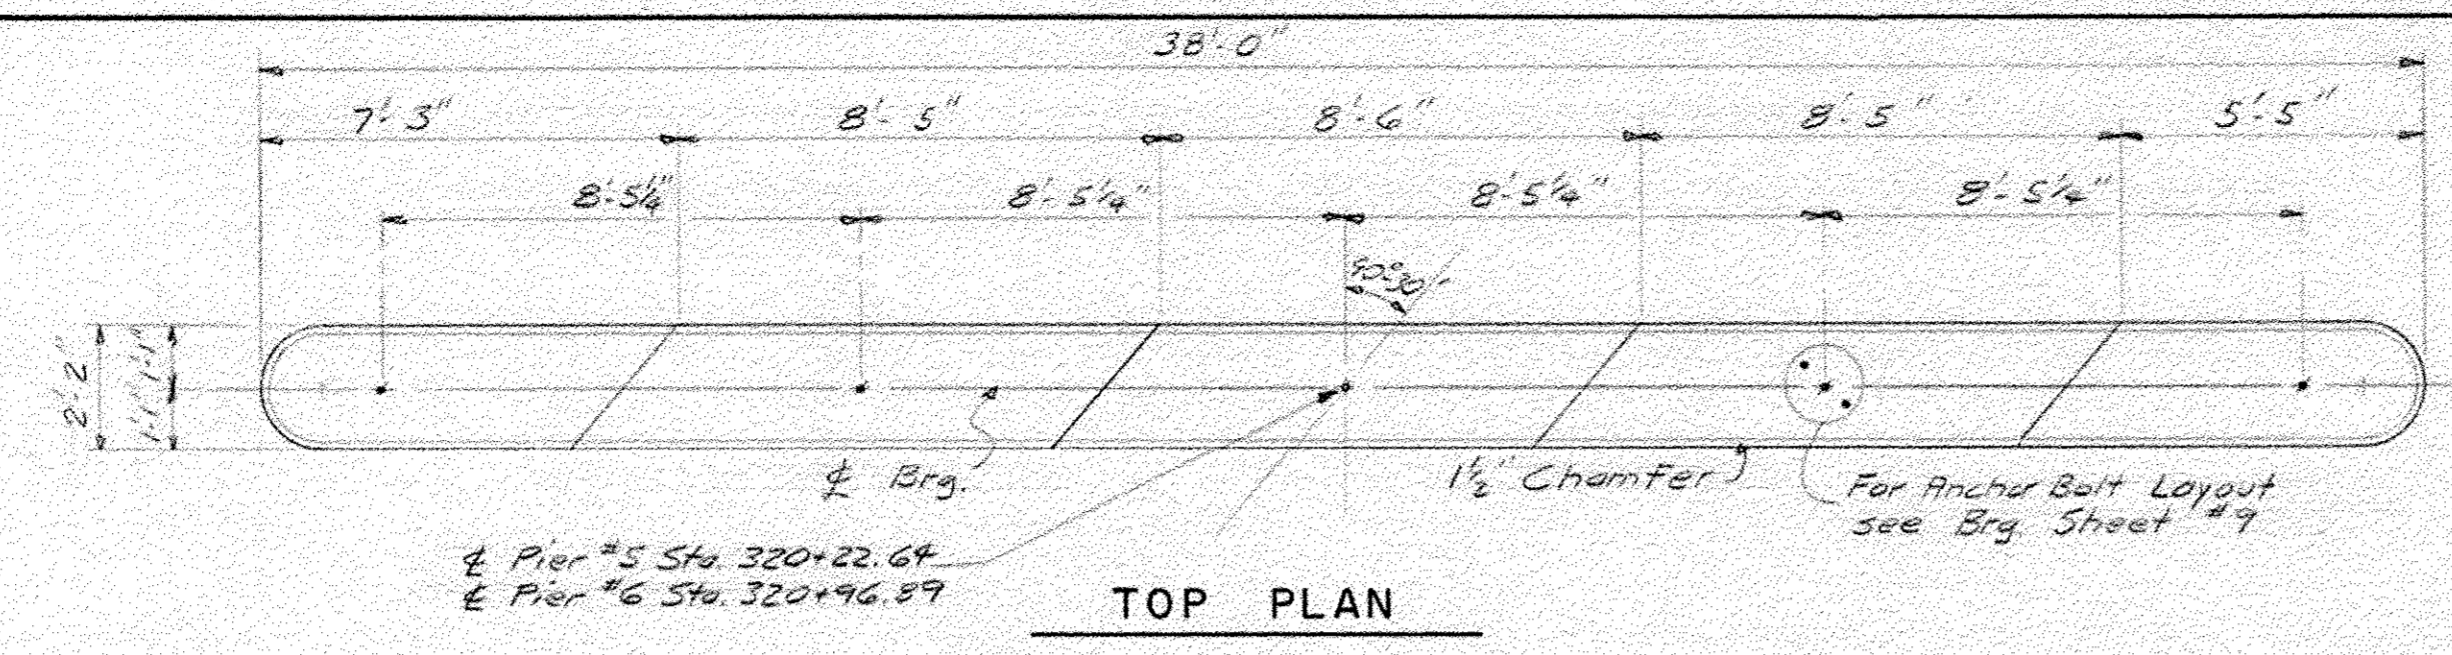 38'-0"
7'-3" 8'-5" 8'-6" 8'-5" 5'-5"
8'-5¼" 8'-5¼" 8'-5¼" 8'-5¼"
30'
2'-2" 1'-1" 1'-1"
℄ Brg.
1½" Chamfer
For Anchor Bolt Layout
see Brg. Sheet #9
℄ Pier #5 Sta. 320+22.64
℄ Pier #6 Sta. 320+96.89
TOP PLAN